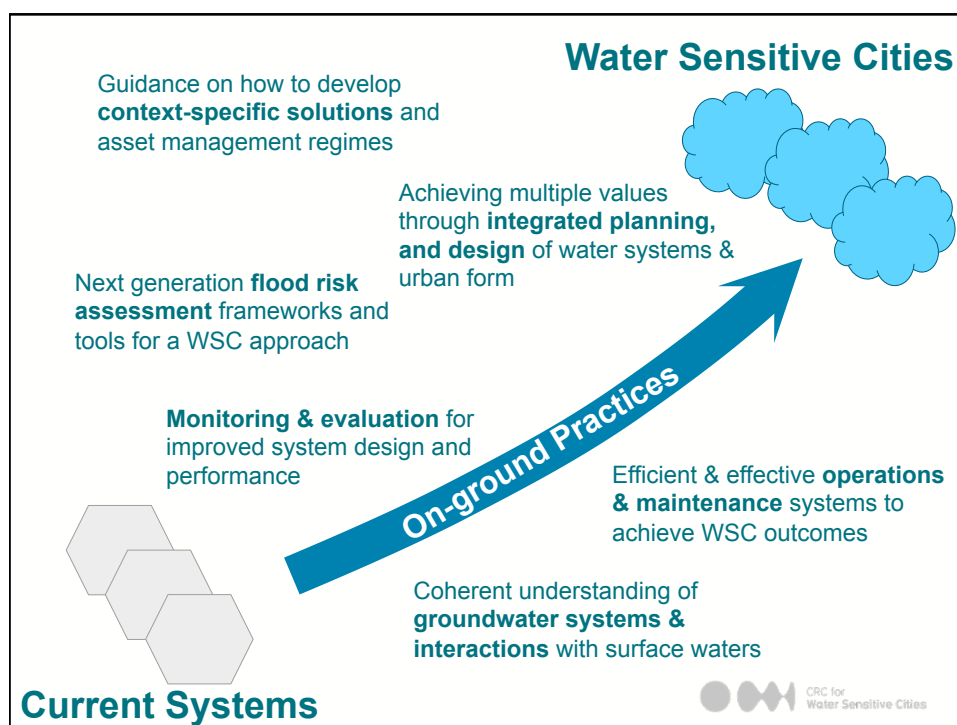 Water Sensitive Cities
Guidance on how to develop
context-specific solutions and
asset management regimes
Achieving multiple values
through integrated planning,
and design of water systems &
urban form
Next generation flood risk
assessment frameworks and
tools for a WSC approach
Monitoring & evaluation for
improved system design and
performance
On-ground Practices
Efficient & effective operations
& maintenance systems to
achieve WSC outcomes
Coherent understanding of
groundwater systems &
interactions with surface waters
Current Systems
CRC for
Water Sensitive Cities